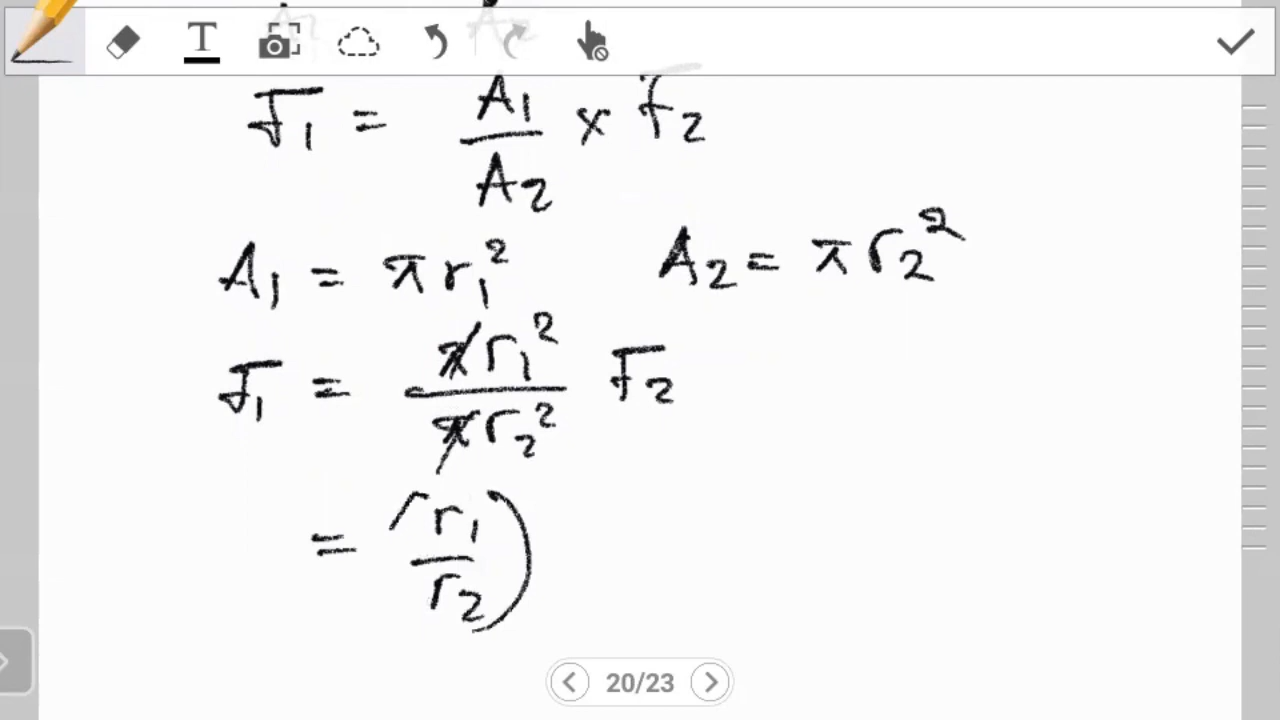 T
F₁ = A₁/A₂ x F₂
A₁ = πr₁² A₂ = πr₂²
F₁ = πr₁²/πr₂² F₂
= (r₁/r₂)
20/23